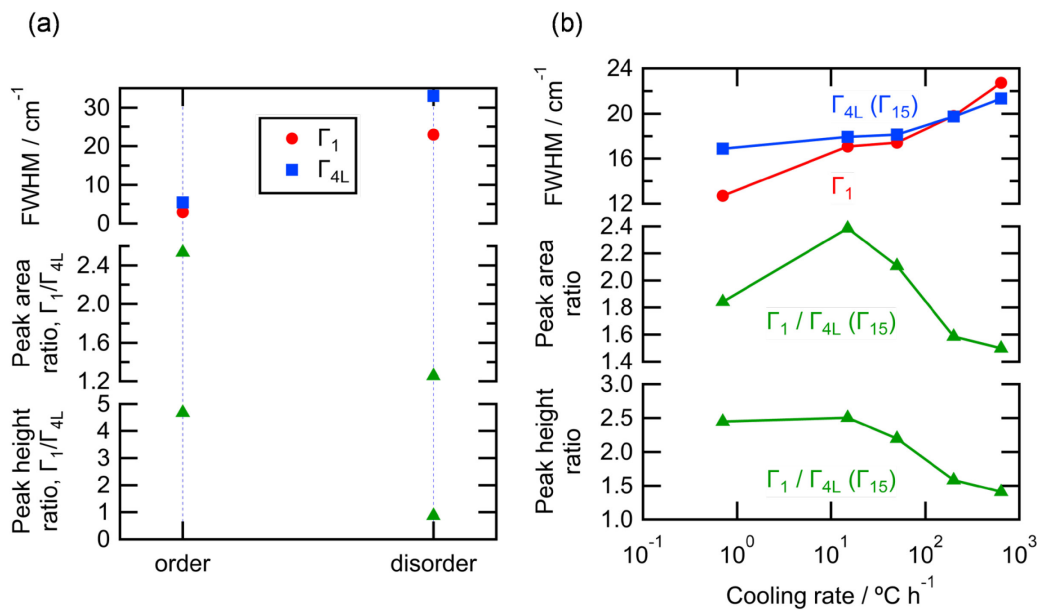 (a)
FWHM / cm⁻¹
30
20
10
0
Γ₁
Γ₄L
Peak area
ratio, Γ₁/Γ₄L
2.4
2.0
1.6
1.2
Peak height
ratio, Γ₁/Γ₄L
5
4
3
2
1
0
order
disorder
(b)
FWHM / cm⁻¹
24
20
16
12
Γ₄L (Γ₁₅)
Γ₁
Peak area
ratio
2.4
2.2
2.0
1.8
1.6
1.4
Γ₁ / Γ₄L (Γ₁₅)
Peak height
ratio
3.0
2.5
2.0
1.5
1.0
Γ₁ / Γ₄L (Γ₁₅)
10⁻¹
10⁰
10¹
10²
10³
Cooling rate / ºC h⁻¹